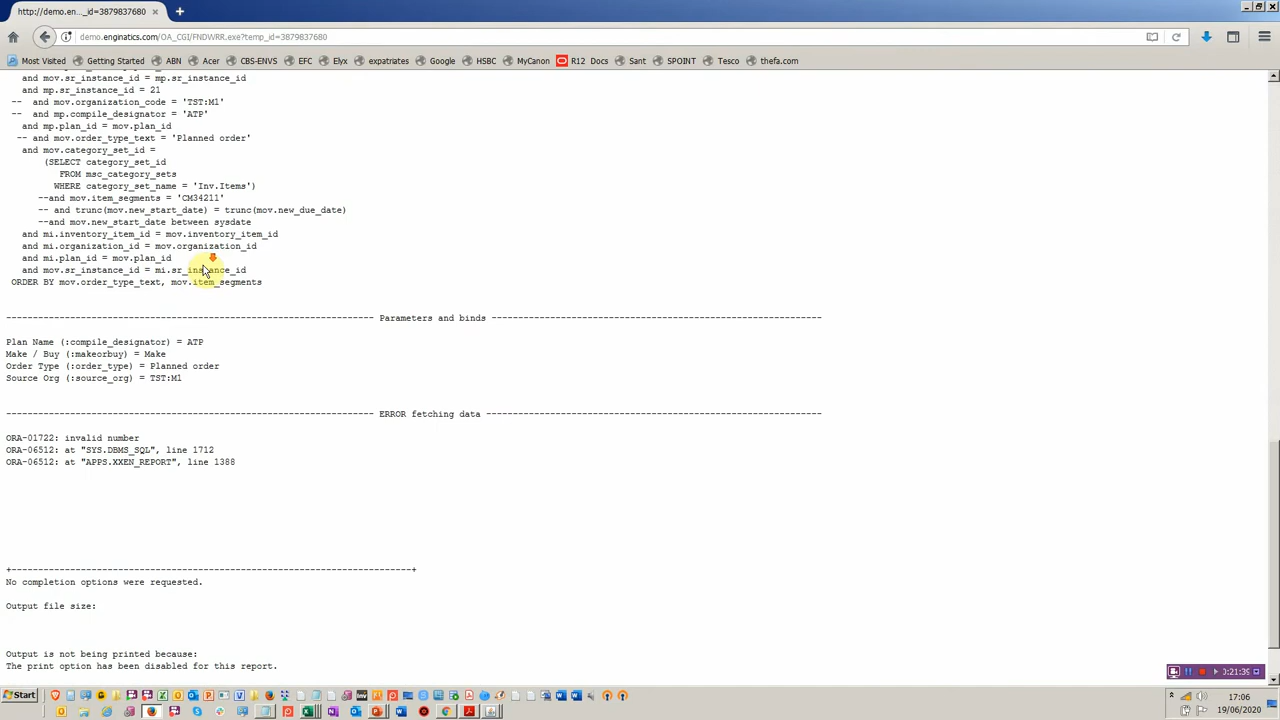 http://demo.en..._id=3879837680
demo.enginatics.com/OA_CGI/FNDWRR.exe?temp_id=3879837680
Most Visited Getting Started ABN Acer CBS-ENVS EFC Elyx expatriates Google HSBC MyCanon R12 Docs Sant SPOINT Tesco thefa.com
and mov.sr_instance_id = mp.sr_instance_id
and mp.sr_instance_id = 21
-- and mov.organization_code = 'TST:M1'
-- and mp.compile_designator = 'ATP'
and mp.plan_id = mov.plan_id
-- and mov.order_type_text = 'Planned order'
and mov.category_set_id =
(SELECT category_set_id
FROM msc_category_sets
WHERE category_set_name = 'Inv.Items')
--and mov.item_segments = 'CM34211'
-- and trunc(mov.new_start_date) = trunc(mov.new_due_date)
--and mov.new_start_date between sysdate
and mi.inventory_item_id = mov.inventory_item_id
and mi.organization_id = mov.organization_id
and mi.plan_id = mov.plan_id
and mov.sr_instance_id = mi.sr_instance_id
ORDER BY mov.order_type_text, mov.item_segments
Parameters and binds
Plan Name (:compile_designator) = ATP
Make / Buy (:makeorbuy) = Make
Order Type (:order_type) = Planned order
Source Org (:source_org) = TST:M1
ERROR fetching data
ORA-01722: invalid number
ORA-06512: at "SYS.DBMS_SQL", line 1712
ORA-06512: at "APPS.XXEN_REPORT", line 1388
No completion options were requested.
Output file size:
Output is not being printed because:
The print option has been disabled for this report.
0:21:39
Start
17:06
19/06/2020